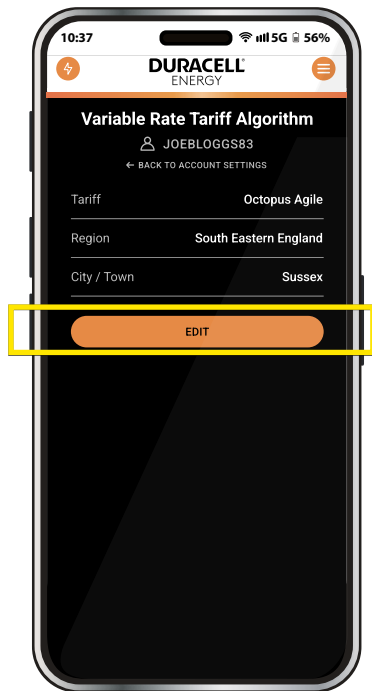 10:37 5G 56%
DURACELL®
ENERGY
Variable Rate Tariff Algorithm
JOEBLOGGS83
← BACK TO ACCOUNT SETTINGS
Tariff Octopus Agile
Region South Eastern England
City / Town Sussex
EDIT